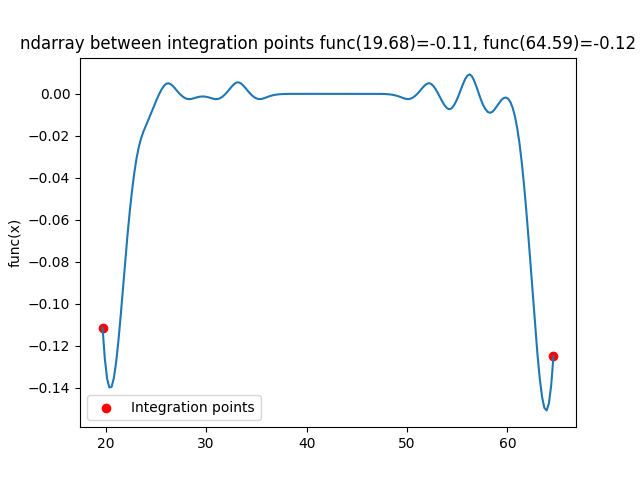 ndarray between integration points func(19.68)=-0.11, func(64.59)=-0.12
func(x)
0.00
−0.02
−0.04
−0.06
−0.08
−0.10
−0.12
−0.14
Integration points
20 30 40 50 60